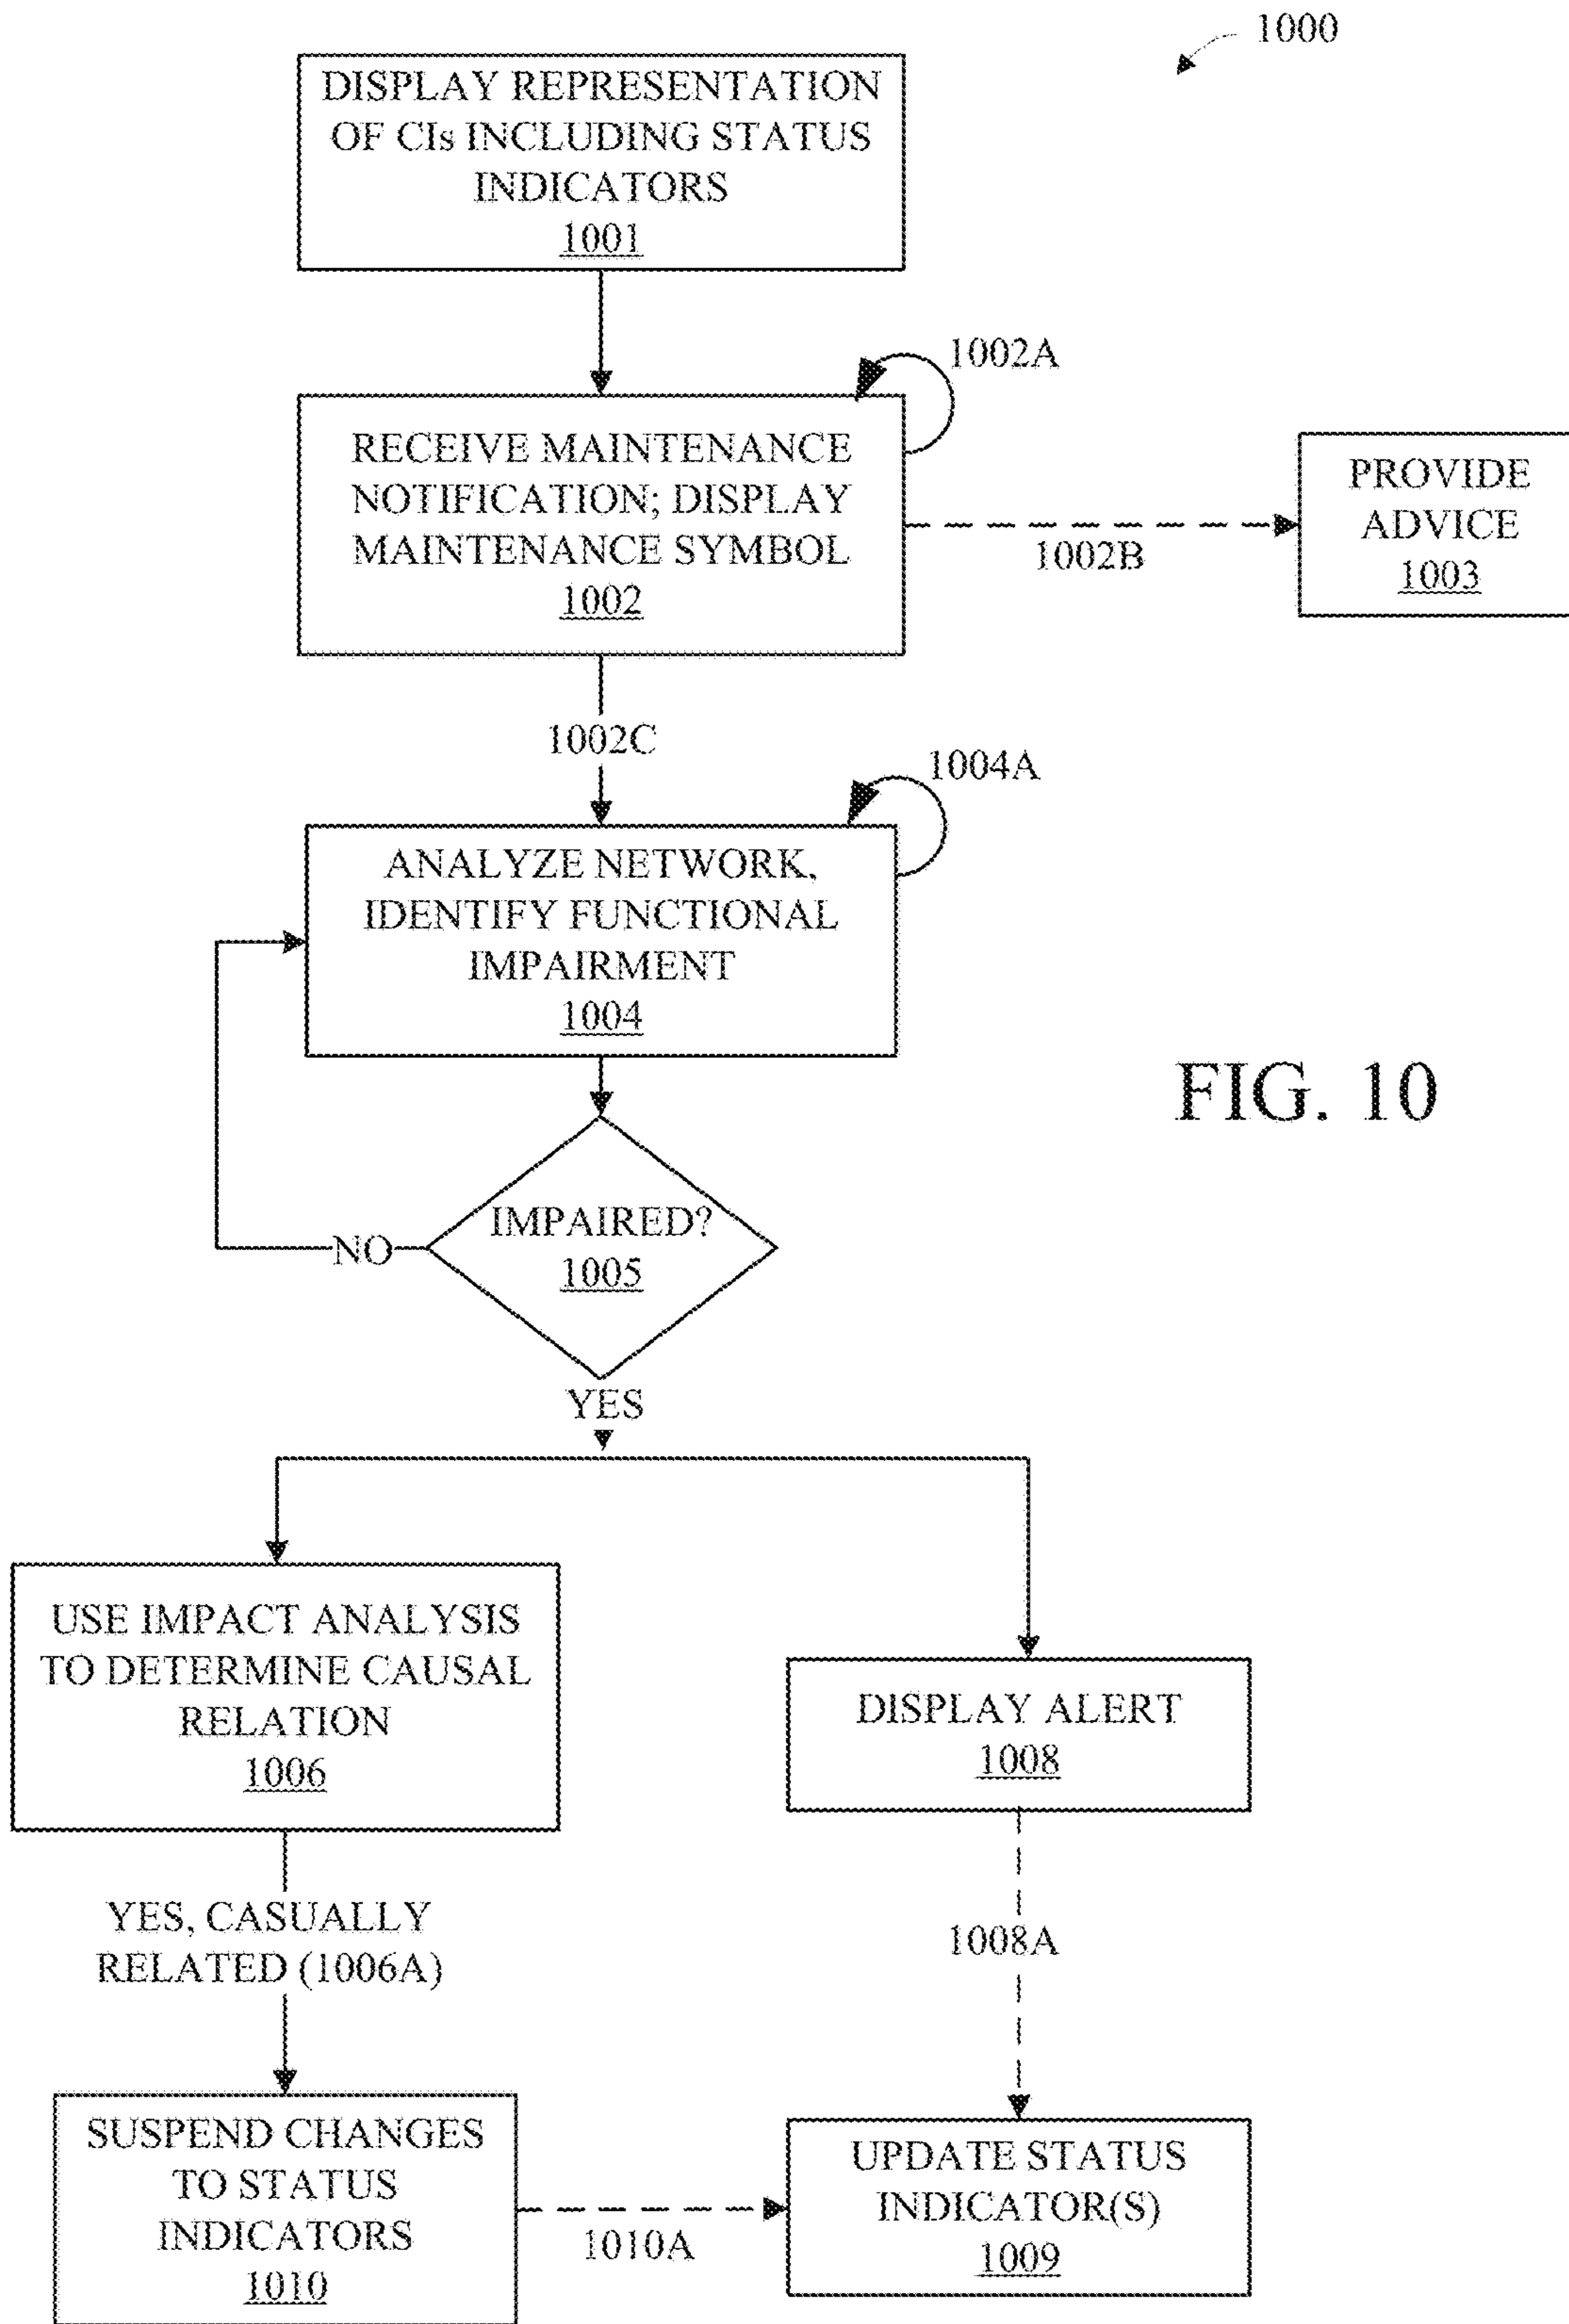 1000
DISPLAY REPRESENTATION
OF CIs INCLUDING STATUS
INDICATORS
1001
1002A
RECEIVE MAINTENANCE
NOTIFICATION; DISPLAY
MAINTENANCE SYMBOL
1002
1002B
PROVIDE
ADVICE
1003
1002C
1004A
ANALYZE NETWORK,
IDENTIFY FUNCTIONAL
IMPAIRMENT
1004
FIG. 10
IMPAIRED?
1005
NO
YES
USE IMPACT ANALYSIS
TO DETERMINE CAUSAL
RELATION
1006
DISPLAY ALERT
1008
YES, CASUALLY
RELATED (1006A)
1008A
SUSPEND CHANGES
TO STATUS
INDICATORS
1010
1010A
UPDATE STATUS
INDICATOR(S)
1009